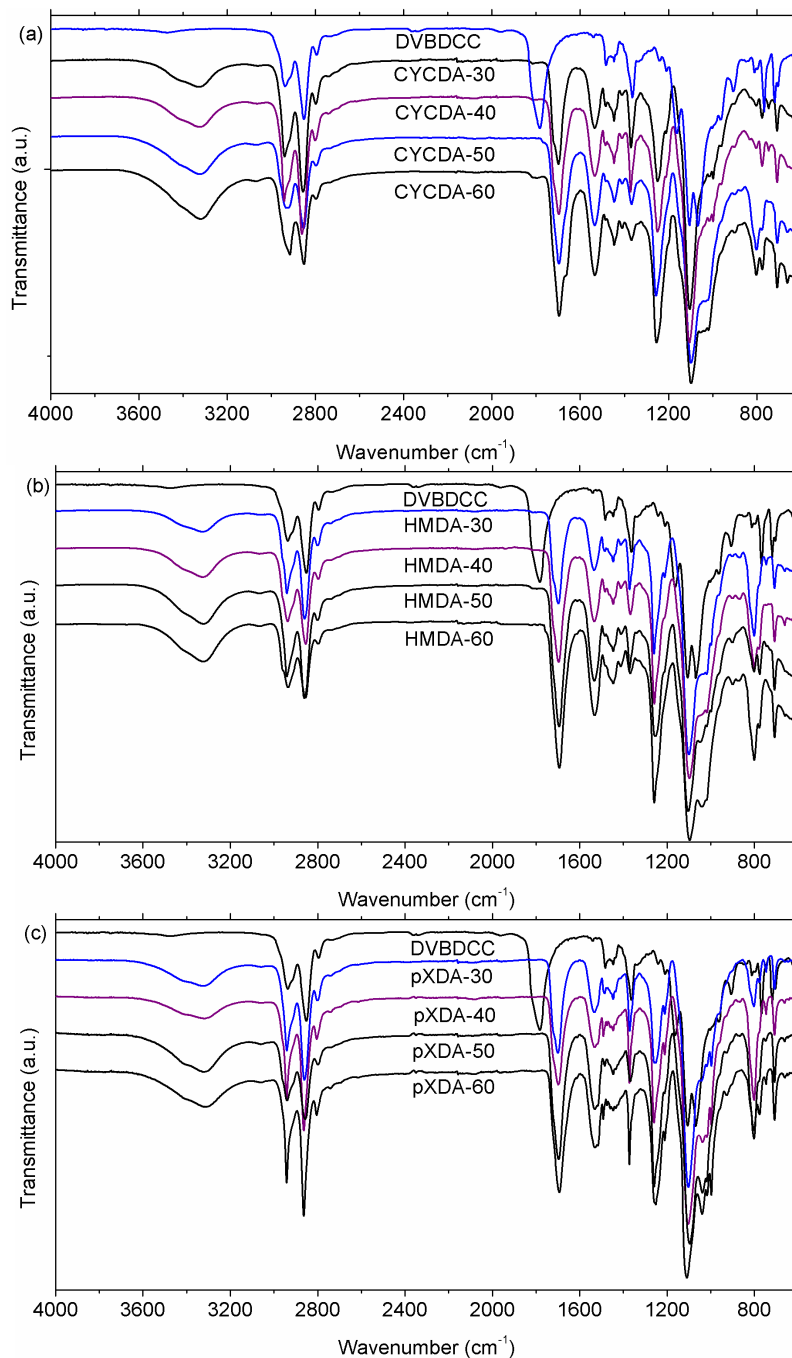 (a)
DVBDCC
CYCDA-30
CYCDA-40
CYCDA-50
CYCDA-60
Transmittance (a.u.)
4000 3600 3200 2800 2400 2000 1600 1200 800
Wavenumber (cm⁻¹)
(b)
DVBDCC
HMDA-30
HMDA-40
HMDA-50
HMDA-60
Transmittance (a.u.)
4000 3600 3200 2800 2400 2000 1600 1200 800
Wavenumber (cm⁻¹)
(c)
DVBDCC
pXDA-30
pXDA-40
pXDA-50
pXDA-60
Transmittance (a.u.)
4000 3600 3200 2800 2400 2000 1600 1200 800
Wavenumber (cm⁻¹)